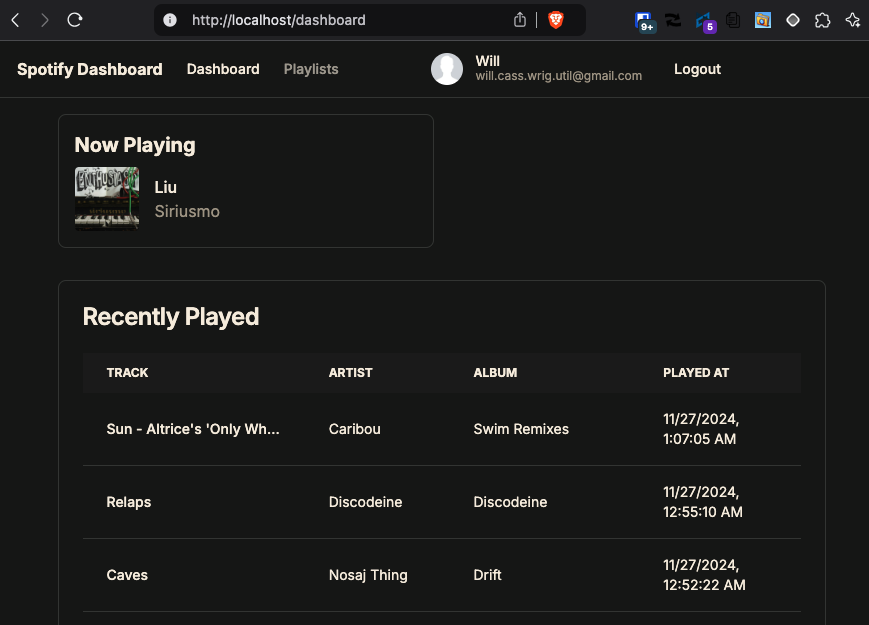 http://localhost/dashboard
9+
5
Spotify Dashboard
Dashboard
Playlists
Will
will.cass.wrig.util@gmail.com
Logout
Now Playing
ENTHUSIAST
Liu
Siriusmo
Recently Played
TRACK ARTIST ALBUM PLAYED AT
Sun - Altrice's 'Only Wh... Caribou Swim Remixes 11/27/2024,
1:07:05 AM
Relaps Discodeine Discodeine 11/27/2024,
12:55:10 AM
Caves Nosaj Thing Drift 11/27/2024,
12:52:22 AM